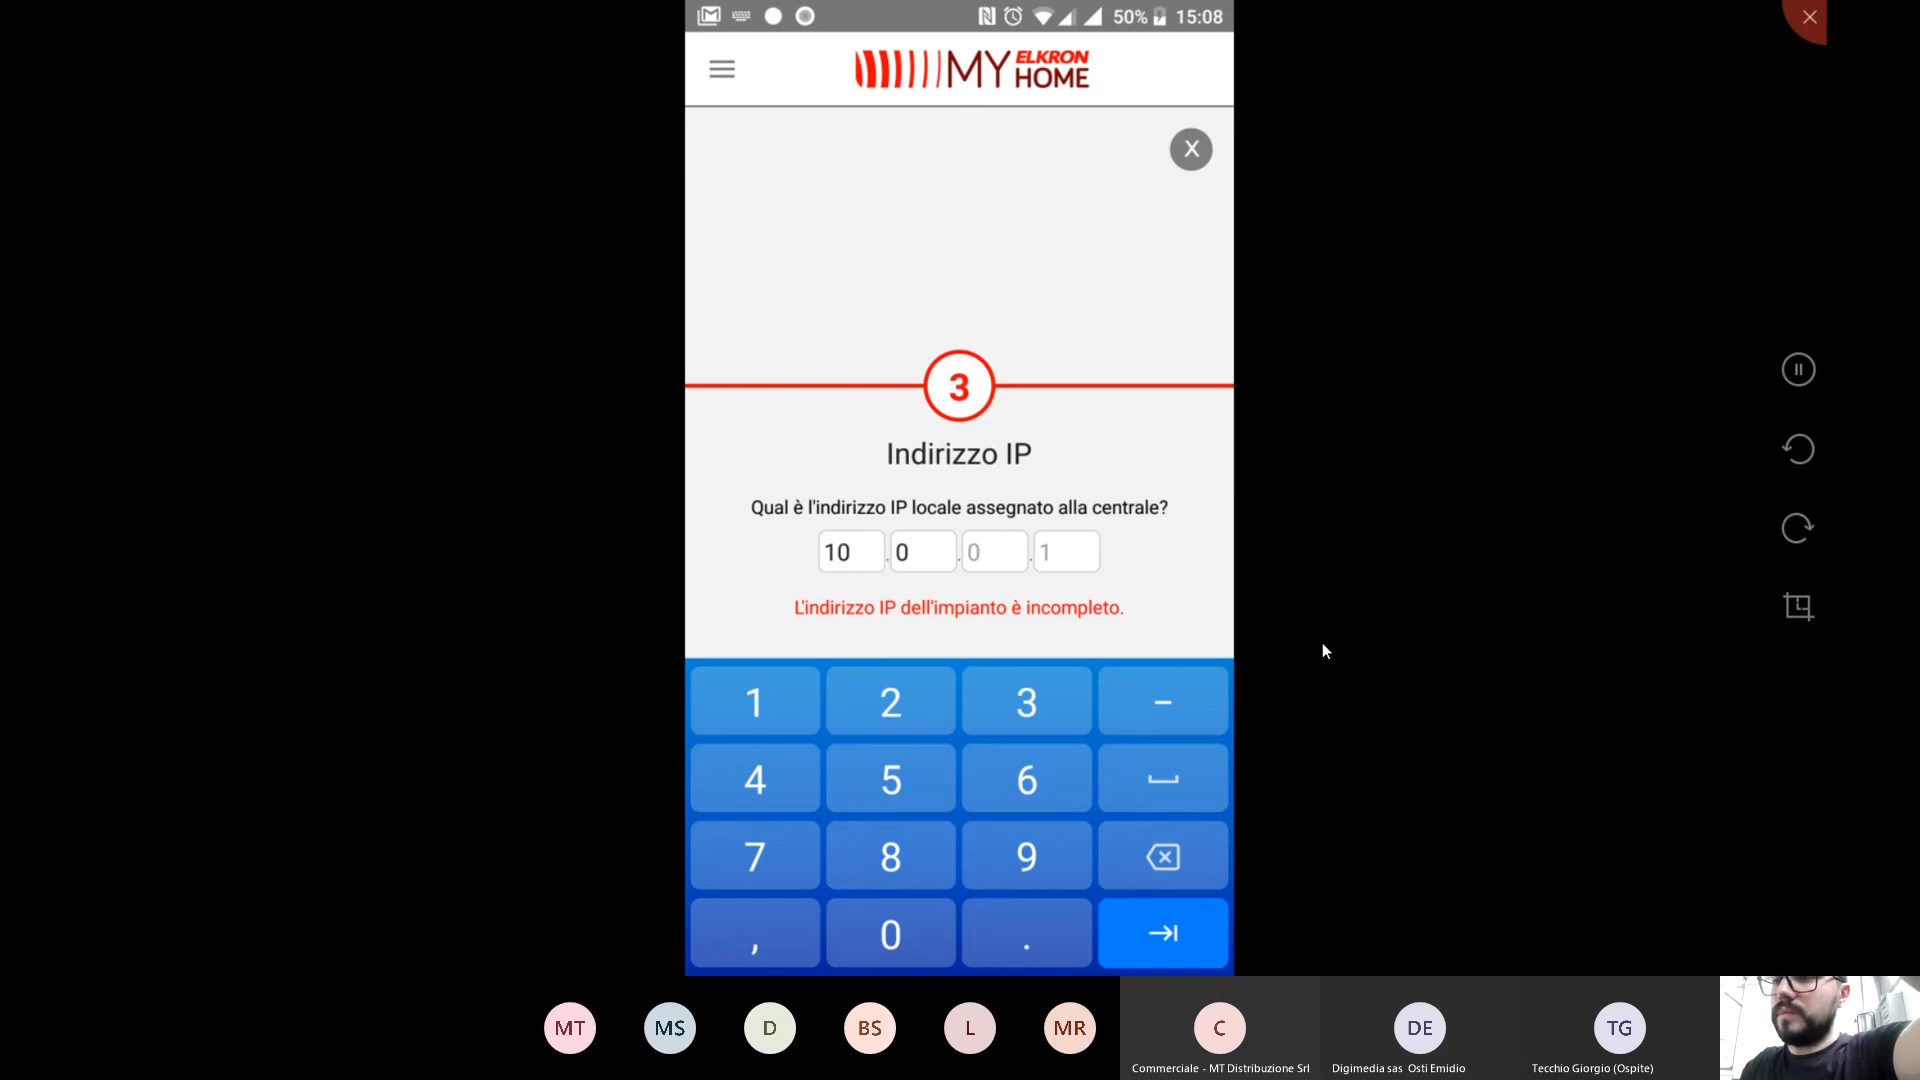 50% 15:08
MY ELKRON HOME
X
3
Indirizzo IP
Qual è l'indirizzo IP locale assegnato alla centrale?
10 . 0 . 0 . 1
L'indirizzo IP dell'impianto è incompleto.
1 2 3 -
4 5 6
7 8 9
, 0 .
MT MS D BS L MR C DE TG
Commerciale - MT Distribuzione Srl Digimedia sas Osti Emidio Tecchio Giorgio (Ospite)